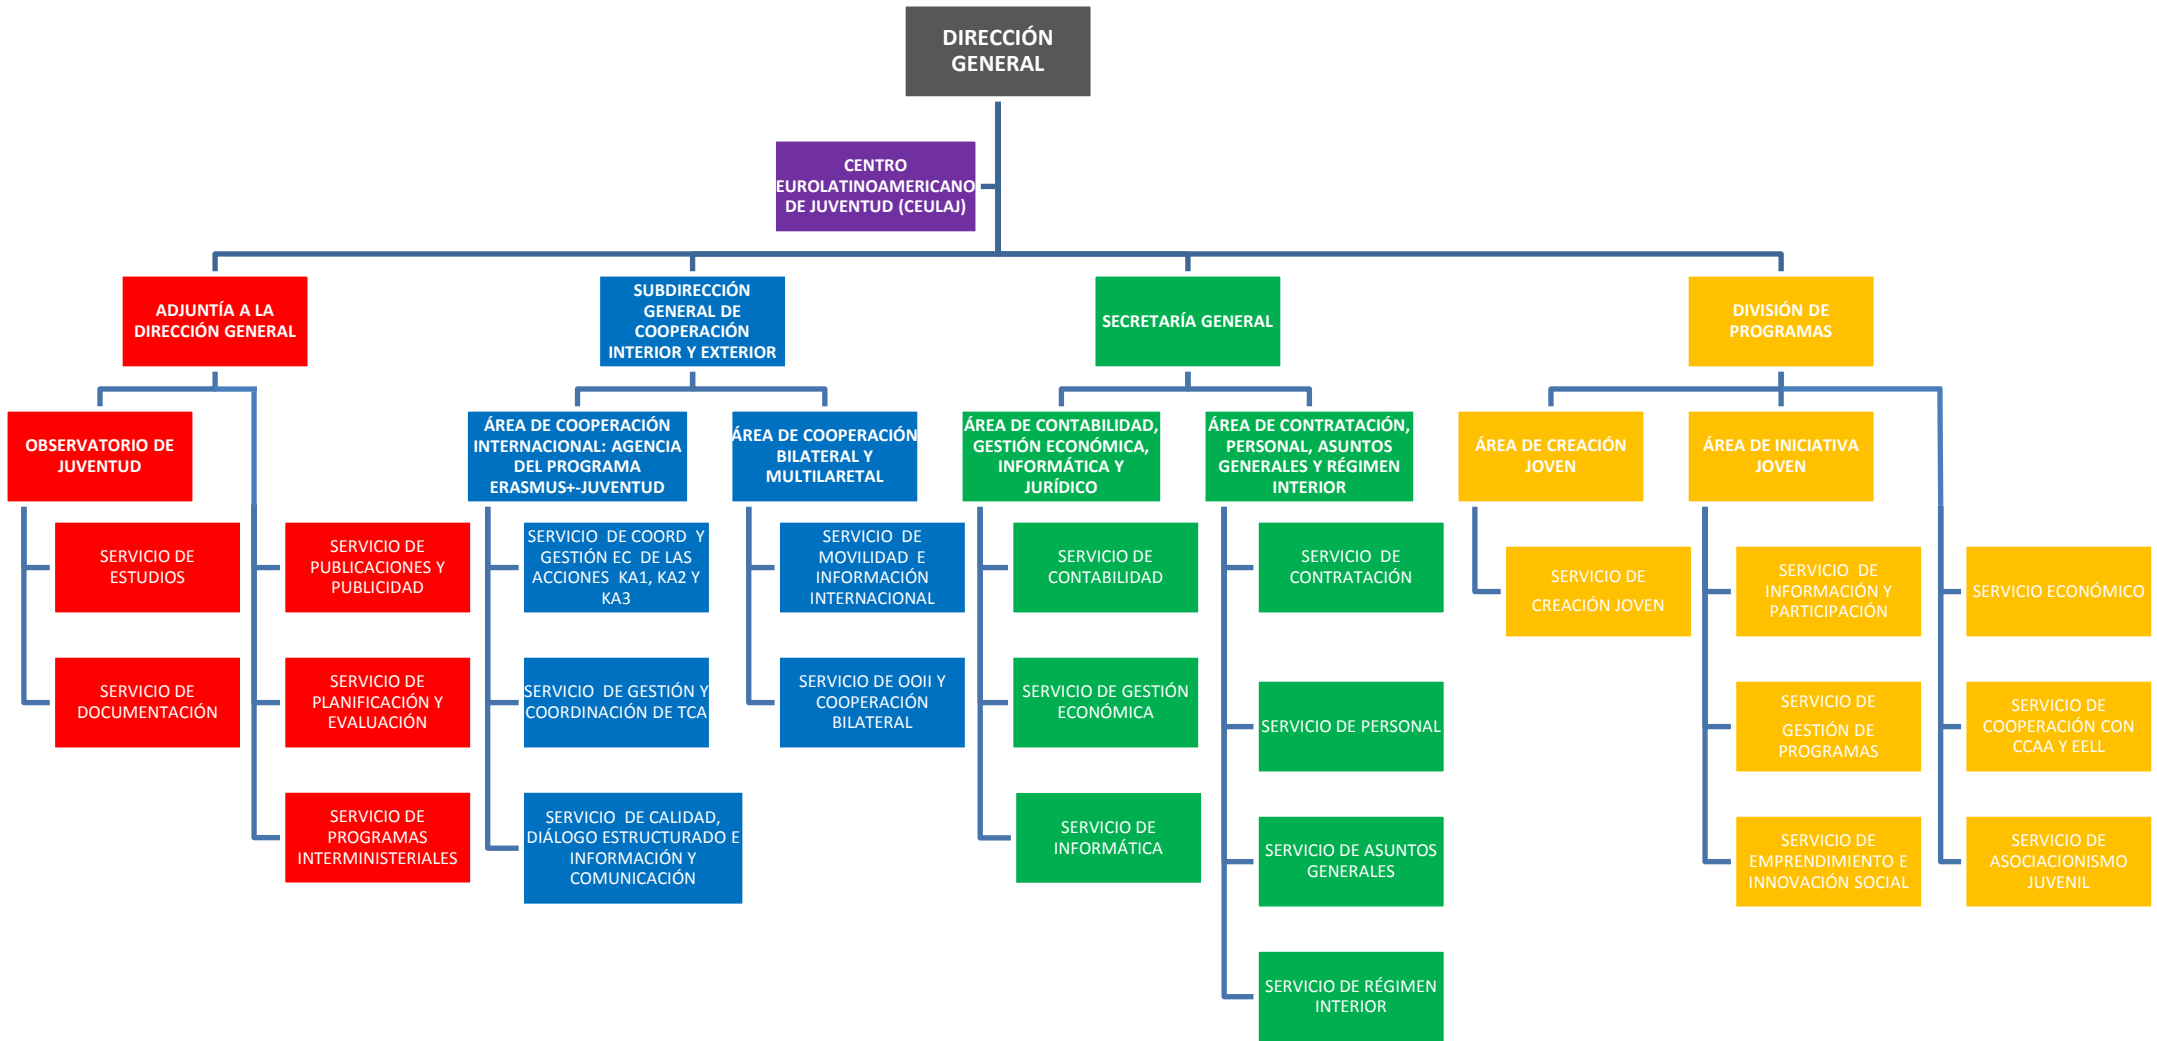 DIRECCIÓN
GENERAL
CENTRO
EUROLATINOAMERICANO
DE JUVENTUD (CEULAJ)
ADJUNTÍA A LA
DIRECCIÓN GENERAL
SUBDIRECCIÓN
GENERAL DE
COOPERACIÓN
INTERIOR Y EXTERIOR
SECRETARÍA GENERAL
DIVISIÓN DE
PROGRAMAS
OBSERVATORIO DE
JUVENTUD
ÁREA DE COOPERACIÓN
INTERNACIONAL: AGENCIA
DEL PROGRAMA
ERASMUS+-JUVENTUD
ÁREA DE COOPERACIÓN
BILATERAL Y
MULTILARETAL
ÁREA DE CONTABILIDAD,
GESTIÓN ECONÓMICA,
INFORMÁTICA Y
JURÍDICO
ÁREA DE CONTRATACIÓN,
PERSONAL, ASUNTOS
GENERALES Y RÉGIMEN
INTERIOR
ÁREA DE CREACIÓN
JOVEN
ÁREA DE INICIATIVA
JOVEN
SERVICIO DE
ESTUDIOS
SERVICIO DE
PUBLICACIONES Y
PUBLICIDAD
SERVICIO DE COORD Y
GESTIÓN EC DE LAS
ACCIONES KA1, KA2 Y
KA3
SERVICIO DE
MOVILIDAD E
INFORMACIÓN
INTERNACIONAL
SERVICIO DE
CONTABILIDAD
SERVICIO DE
CONTRATACIÓN
SERVICIO DE
CREACIÓN JOVEN
SERVICIO DE
INFORMACIÓN Y
PARTICIPACIÓN
SERVICIO ECONÓMICO
SERVICIO DE
DOCUMENTACIÓN
SERVICIO DE
PLANIFICACIÓN Y
EVALUACIÓN
SERVICIO DE GESTIÓN Y
COORDINACIÓN DE TCA
SERVICIO DE OOII Y
COOPERACIÓN
BILATERAL
SERVICIO DE GESTIÓN
ECONÓMICA
SERVICIO DE PERSONAL
SERVICIO DE
GESTIÓN DE
PROGRAMAS
SERVICIO DE
COOPERACIÓN CON
CCAA Y EELL
SERVICIO DE
PROGRAMAS
INTERMINISTERIALES
SERVICIO DE CALIDAD,
DIÁLOGO ESTRUCTURADO E
INFORMACIÓN Y
COMUNICACIÓN
SERVICIO DE
INFORMÁTICA
SERVICIO DE ASUNTOS
GENERALES
SERVICIO DE
EMPRENDIMIENTO E
INNOVACIÓN SOCIAL
SERVICIO DE
ASOCIACIONISMO
JUVENIL
SERVICIO DE RÉGIMEN
INTERIOR